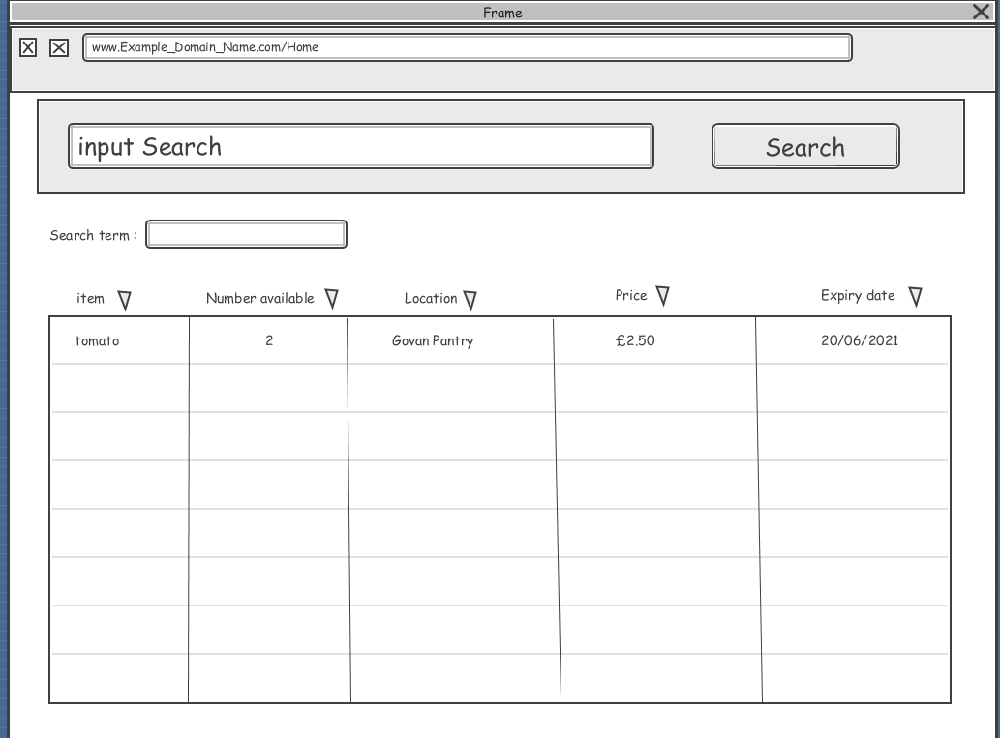 Frame
www.Example_Domain_Name.com/Home
input Search
Search
Search term :
item Number available Location Price Expiry date
tomato 2 Govan Pantry £2.50 20/06/2021